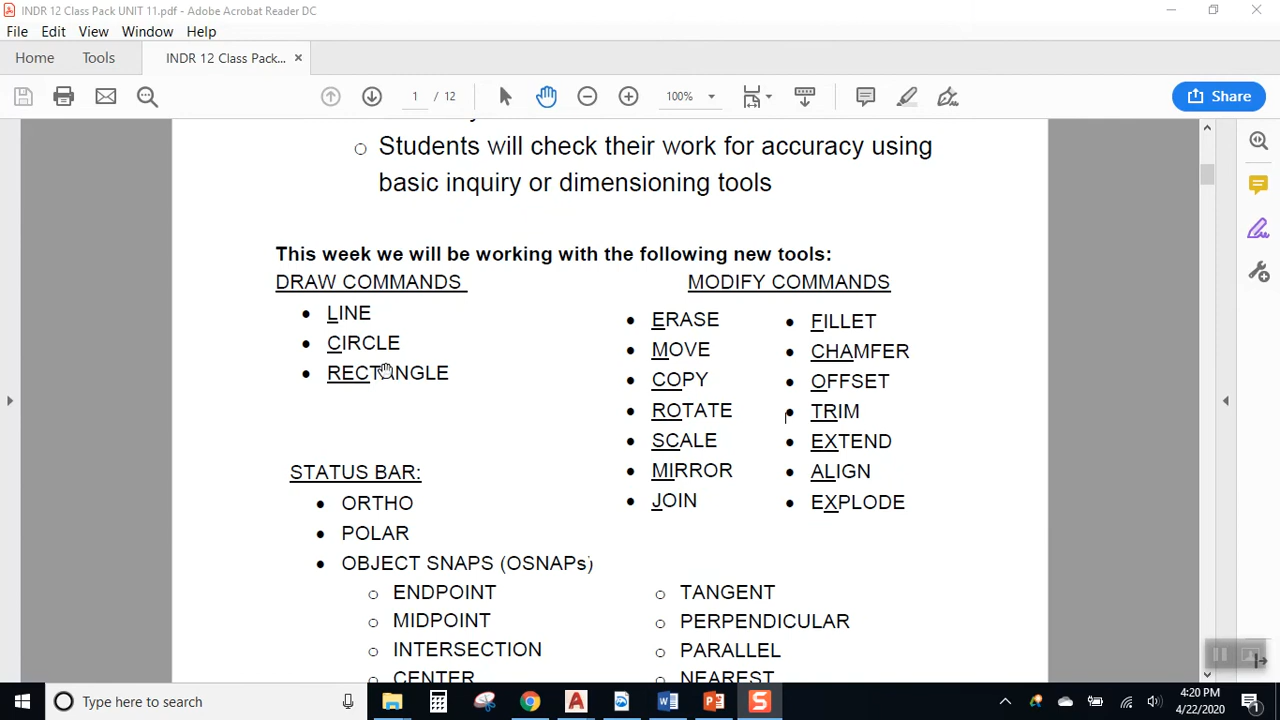 INDR 12 Class Pack UNIT 11.pdf - Adobe Acrobat Reader DC
File Edit View Window Help
Home Tools INDR 12 Class Pack... ×
1 / 12 100% Share
Students will check their work for accuracy using
basic inquiry or dimensioning tools
This week we will be working with the following new tools:
DRAW COMMANDS
LINE
CIRCLE
RECTANGLE
MODIFY COMMANDS
ERASE
MOVE
COPY
ROTATE
SCALE
MIRROR
JOIN
FILLET
CHAMFER
OFFSET
TRIM
EXTEND
ALIGN
EXPLODE
STATUS BAR:
ORTHO
POLAR
OBJECT SNAPS (OSNAPs)
ENDPOINT
MIDPOINT
INTERSECTION
CENTER
TANGENT
PERPENDICULAR
PARALLEL
NEAREST
Type here to search
4:20 PM
4/22/2020